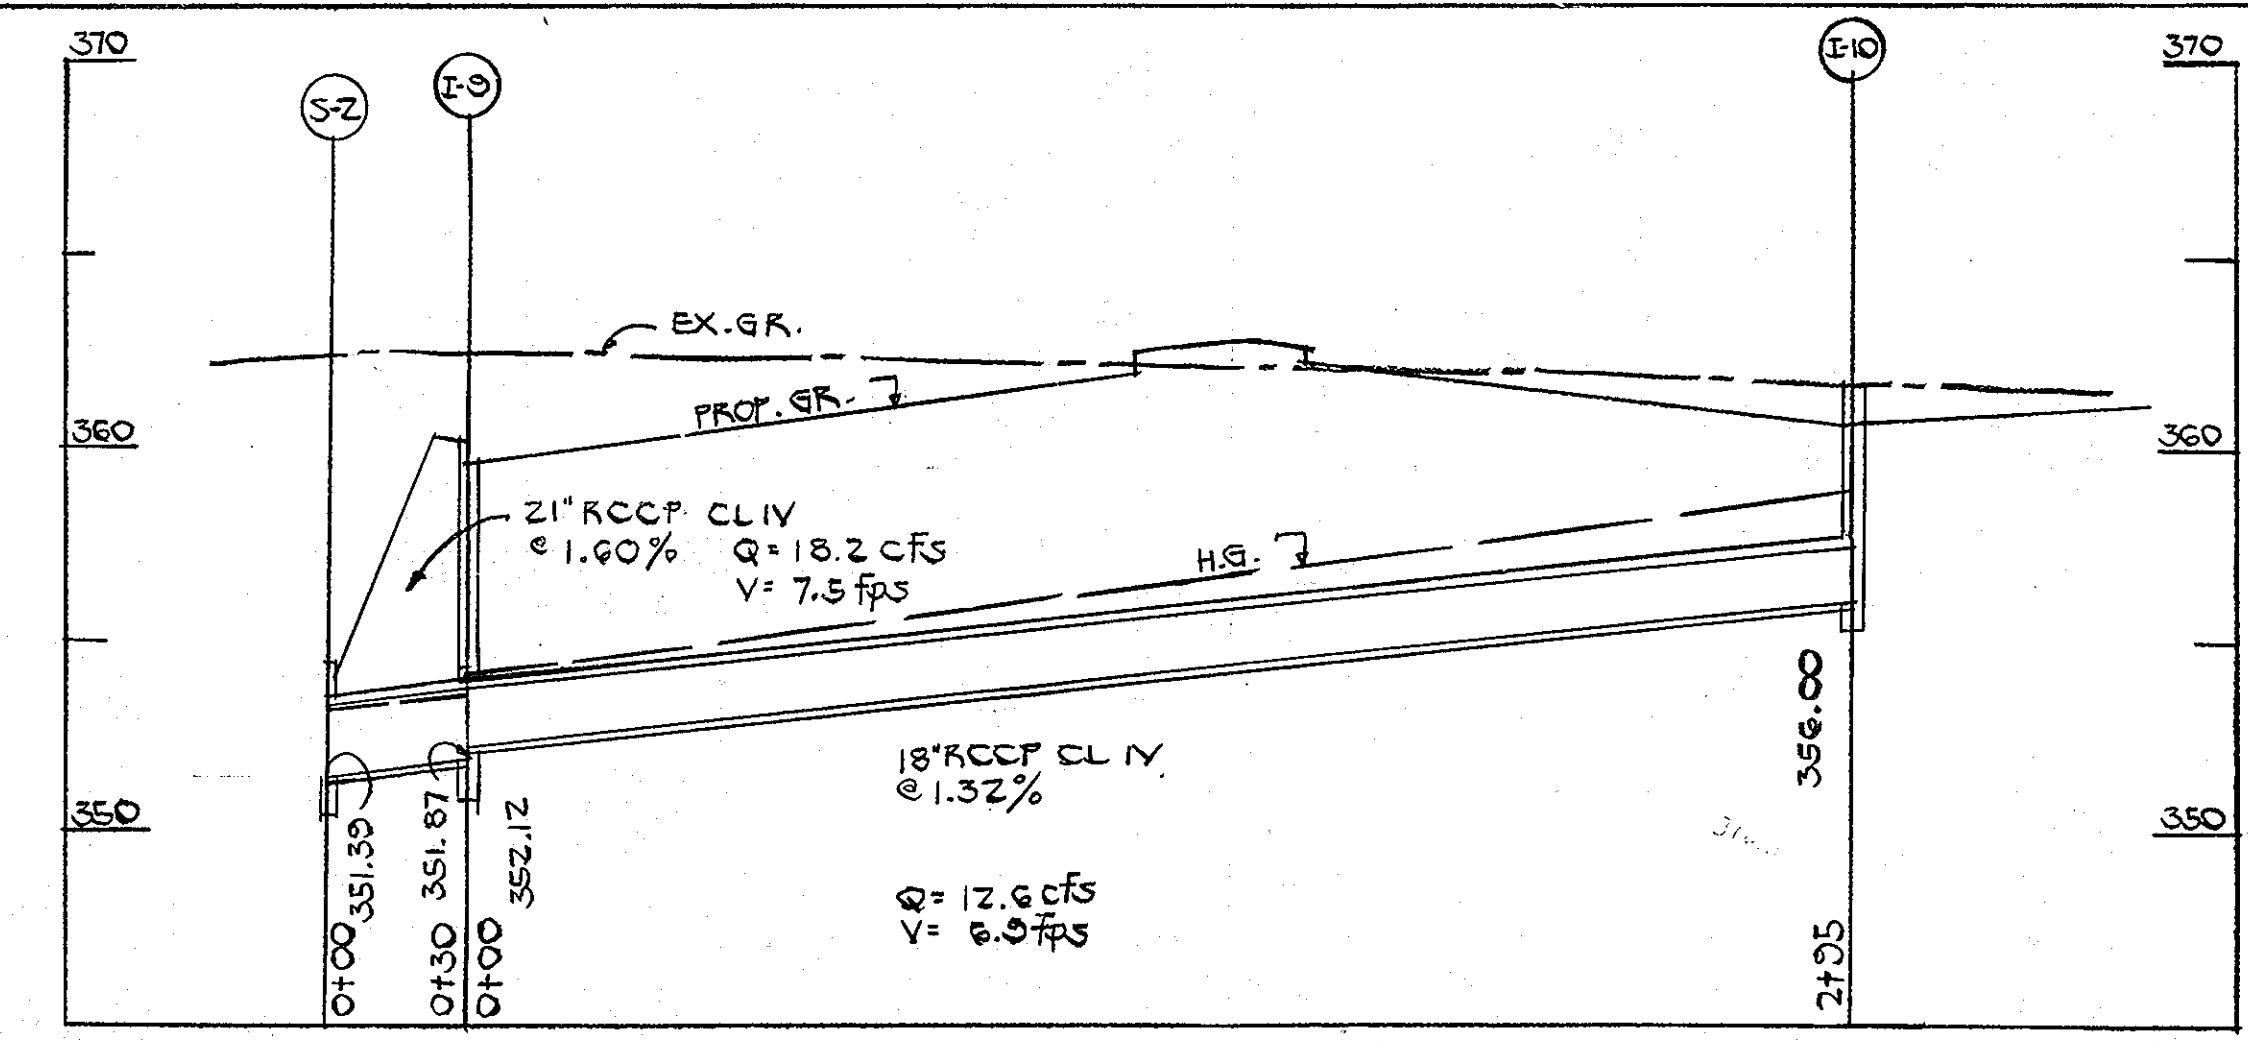 370
S-2
I-9
I-10
370
EX. GR.
PROP. GR.
360
360
21" RCCP CL IV
@ 1.60% Q = 18.2 cfs
V = 7.5 fps
H.G.
18" RCCP CL IV
@ 1.32%
Q = 12.6 cfs
V = 6.9 fps
350
350
351.39
351.87
352.12
356.00
0+00
0+30
0+00
2+95